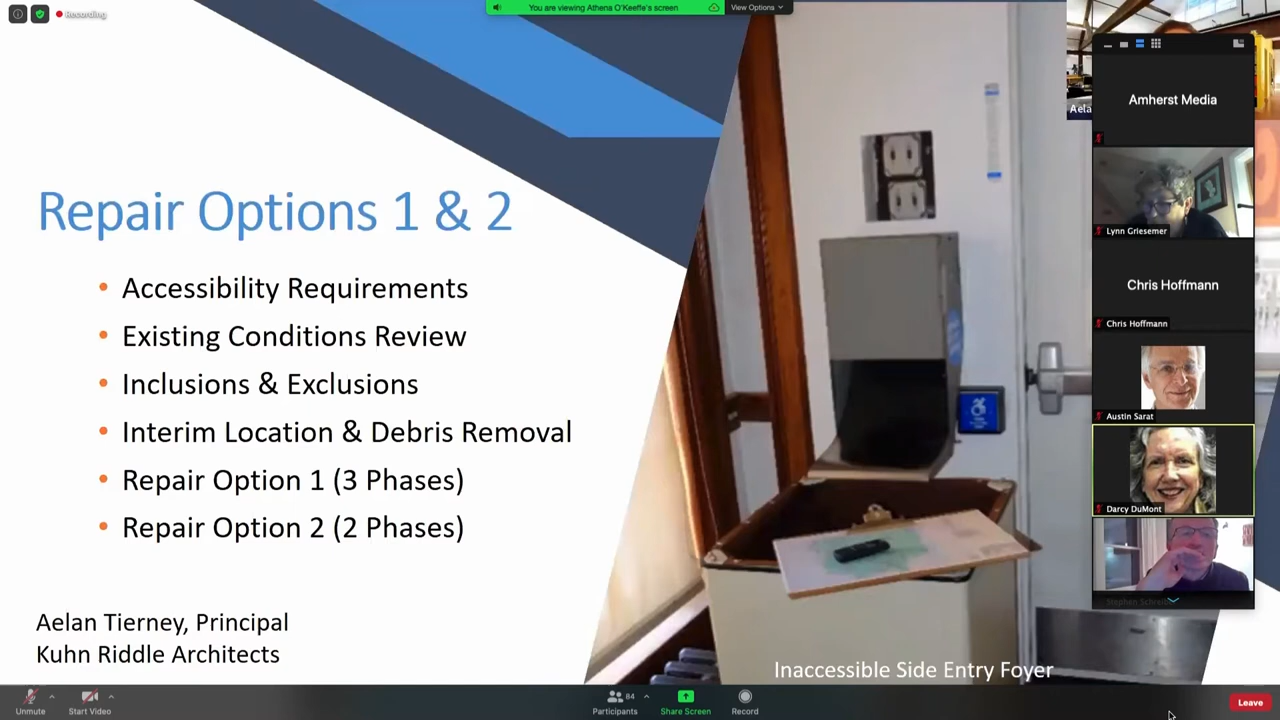 Recording
You are viewing Athena O'Keeffe's screen
View Options
Repair Options 1 & 2
• Accessibility Requirements
• Existing Conditions Review
• Inclusions & Exclusions
• Interim Location & Debris Removal
• Repair Option 1 (3 Phases)
• Repair Option 2 (2 Phases)
Aelan Tierney, Principal
Kuhn Riddle Architects
Inaccessible Side Entry Foyer
Aela
Amherst Media
Lynn Griesemer
Chris Hoffmann
Chris Hoffmann
Austin Sarat
Darcy DuMont
Unmute
Start Video
Participants
84
Share Screen
Record
Leave